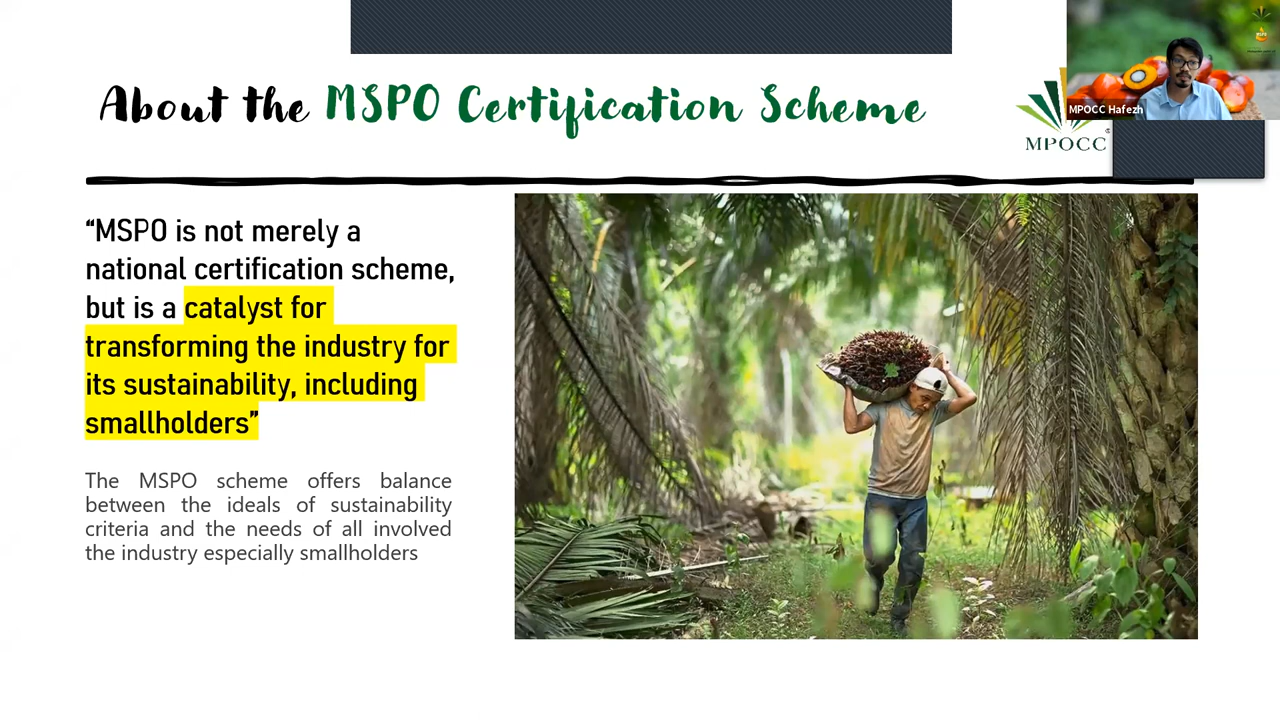 About the MSPO Certification Scheme
MPOCC
MPOCC Hafezh
“MSPO is not merely a
national certification scheme,
but is a catalyst for
transforming the industry for
its sustainability, including
smallholders”
The MSPO scheme offers balance
between the ideals of sustainability
criteria and the needs of all involved
the industry especially smallholders